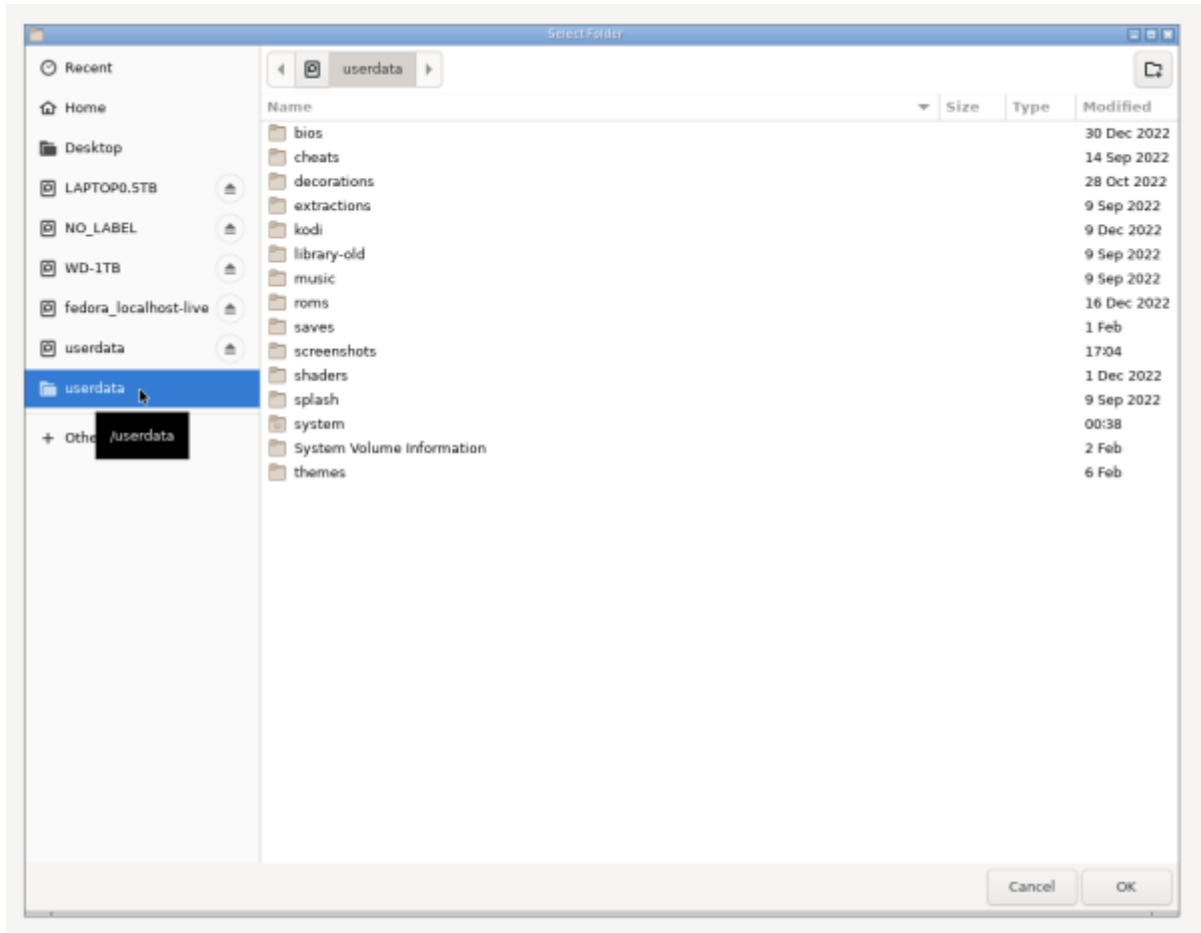 Select Folder
Recent
Home
Desktop
LAPTOP0.5TB
NO_LABEL
WD-1TB
fedora_localhost-live
userdata
userdata
+ Othe
/userdata
userdata
Name Size Type Modified
bios 30 Dec 2022
cheats 14 Sep 2022
decorations 28 Oct 2022
extractions 9 Sep 2022
kodi 9 Dec 2022
library-old 9 Sep 2022
music 9 Sep 2022
roms 16 Dec 2022
saves 1 Feb
screenshots 17:04
shaders 1 Dec 2022
splash 9 Sep 2022
system 00:38
System Volume Information 2 Feb
themes 6 Feb
Cancel OK